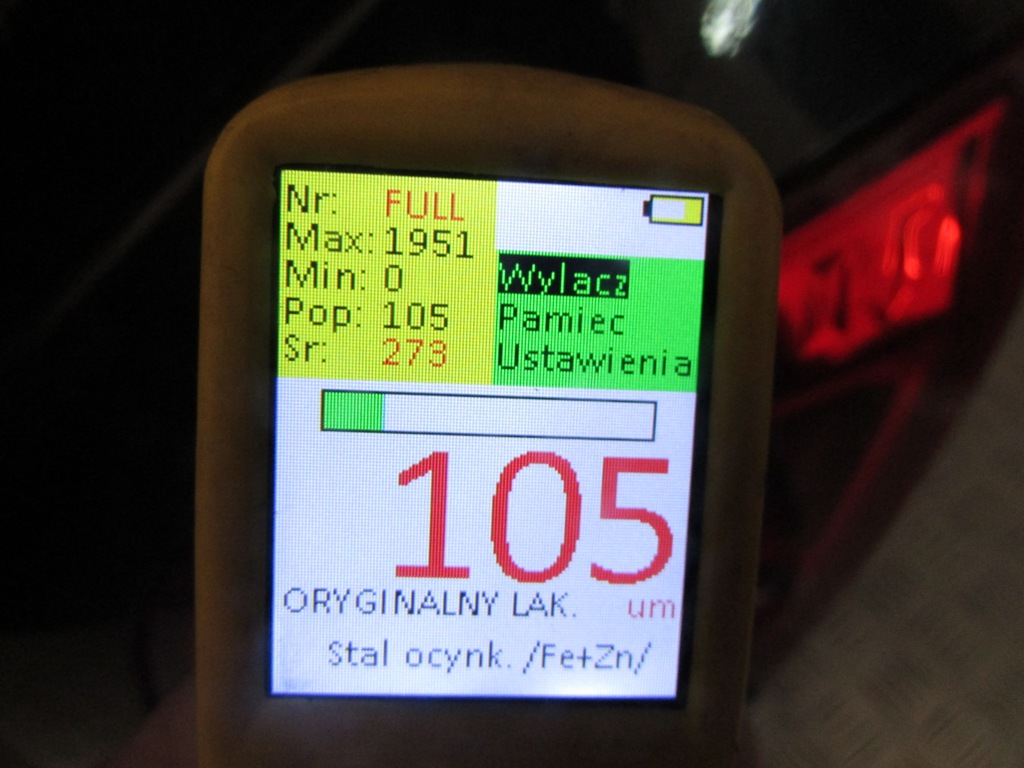 Nr: FULL
Max: 1951
Min: 0
Pop: 105
Sr: 273
Wylacz
Pamiec
Ustawienia
105
ORYGINALNY LAK. um
Stal ocynk. /Fe+Zn/